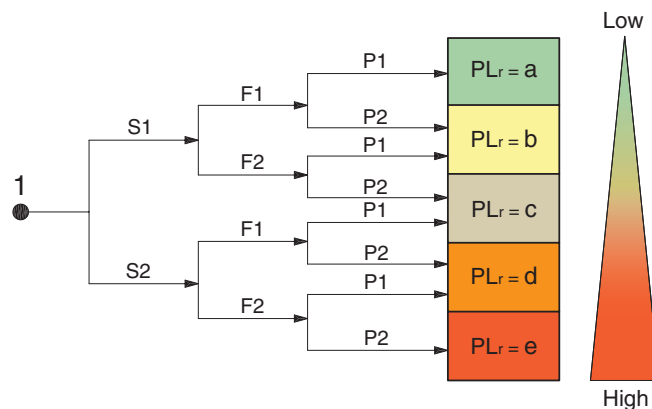 Low
P1
PLr = a
F1
S1
P2
PLr = b
P1
F2
1
P2
PLr = c
P1
F1
S2
P2
PLr = d
P1
F2
P2
PLr = e
High